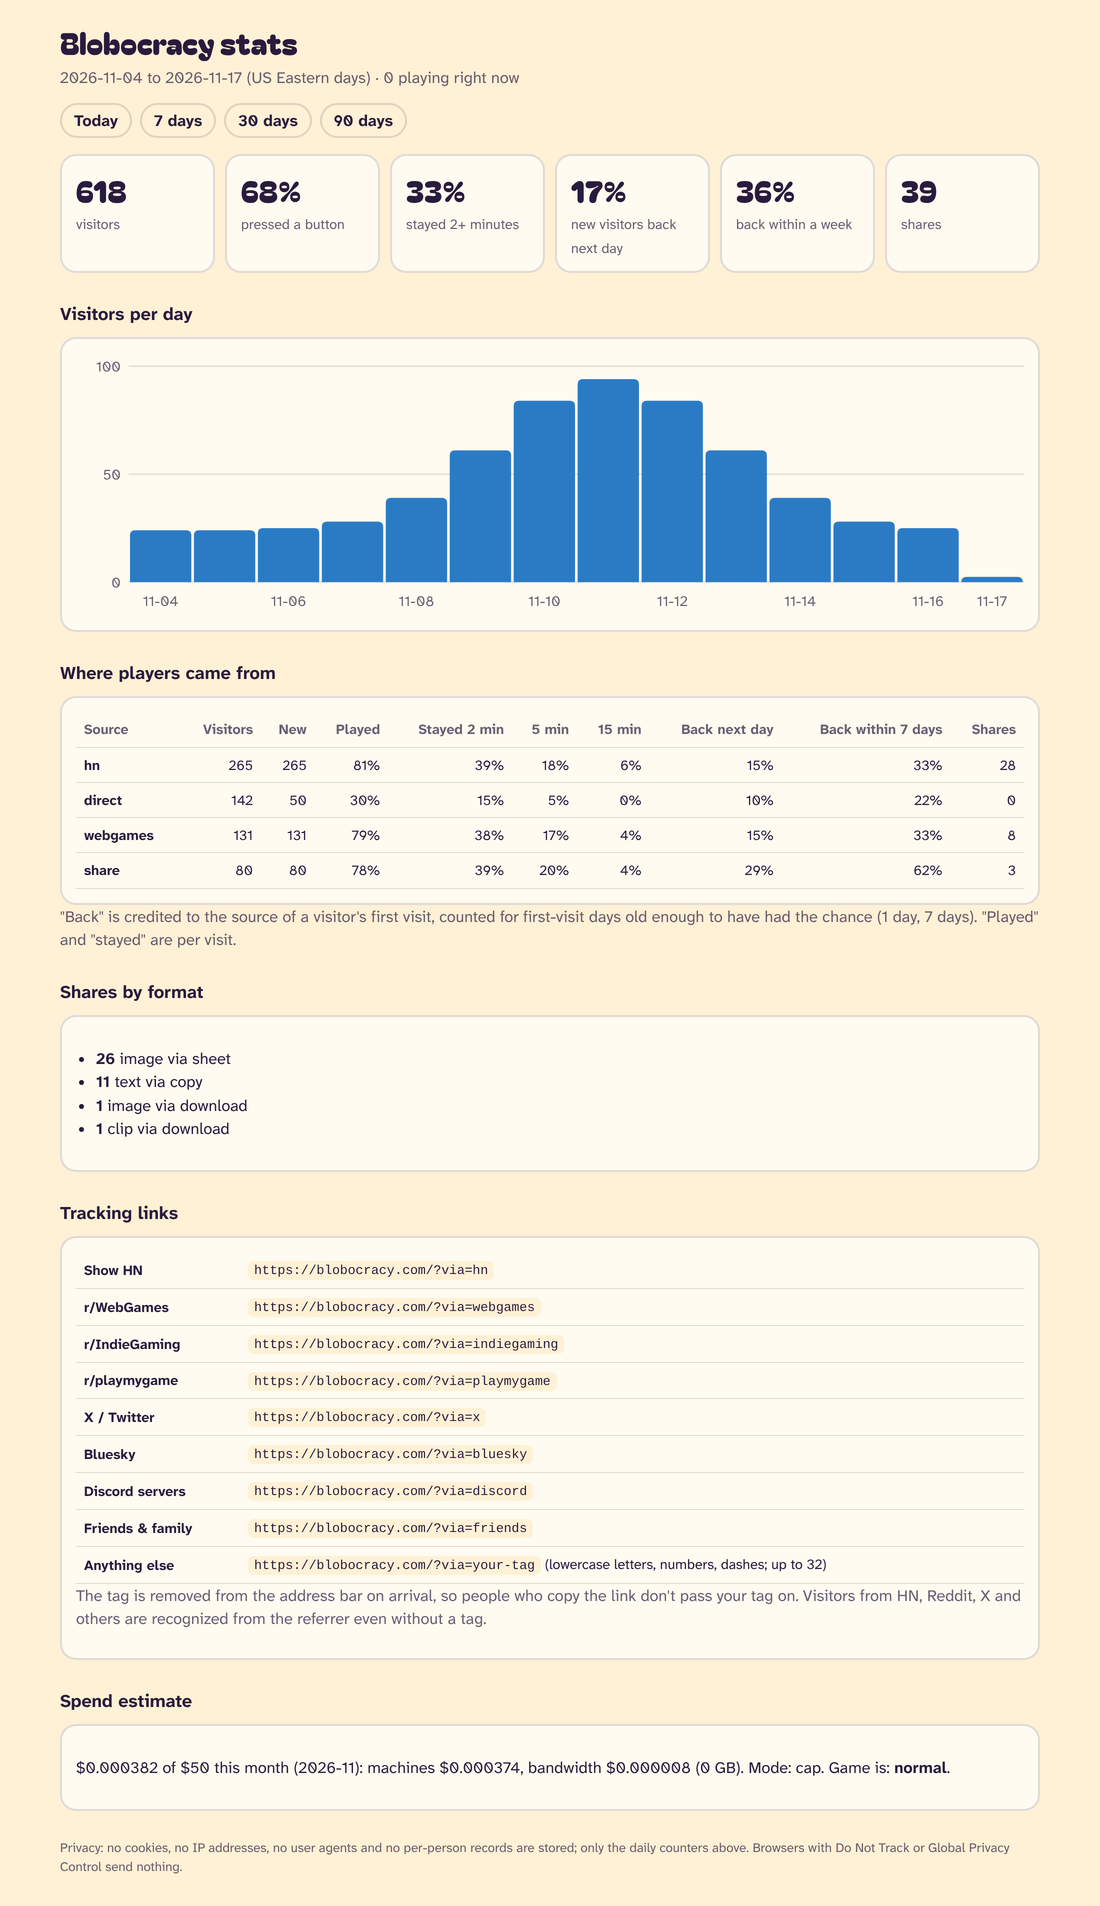 Blobocracy stats
2026-11-04 to 2026-11-17 (US Eastern days) · 0 playing right now
Today 7 days 30 days 90 days
618 68% 33% 17% 36% 39
visitors pressed a button stayed 2+ minutes new visitors back back within a week shares
next day
Visitors per day
100
50
0
11-04 11-06 11-08 11-10 11-12 11-14 11-16 11-17
Where players came from
Source Visitors New Played Stayed 2 min 5 min 15 min Back next day Back within 7 days Shares
hn 265 265 81% 39% 18% 6% 15% 33% 28
direct 142 50 30% 15% 5% 0% 10% 22% 0
webgames 131 131 79% 38% 17% 4% 15% 33% 8
share 80 80 78% 39% 20% 4% 29% 62% 3
"Back" is credited to the source of a visitor's first visit, counted for first-visit days old enough to have had the chance (1 day, 7 days). "Played"
and "stayed" are per visit.
Shares by format
• 26 image via sheet
• 11 text via copy
• 1 image via download
• 1 clip via download
Tracking links
Show HN https://blobocracy.com/?via=hn
r/WebGames https://blobocracy.com/?via=webgames
r/IndieGaming https://blobocracy.com/?via=indiegaming
r/playmygame https://blobocracy.com/?via=playmygame
X / Twitter https://blobocracy.com/?via=x
Bluesky https://blobocracy.com/?via=bluesky
Discord servers https://blobocracy.com/?via=discord
Friends & family https://blobocracy.com/?via=friends
Anything else https://blobocracy.com/?via=your-tag (lowercase letters, numbers, dashes; up to 32)
The tag is removed from the address bar on arrival, so people who copy the link don't pass your tag on. Visitors from HN, Reddit, X and
others are recognized from the referrer even without a tag.
Spend estimate
$0.000382 of $50 this month (2026-11): machines $0.000374, bandwidth $0.000008 (0 GB). Mode: cap. Game is: normal.
Privacy: no cookies, no IP addresses, no user agents and no per-person records are stored; only the daily counters above. Browsers with Do Not Track or Global Privacy
Control send nothing.